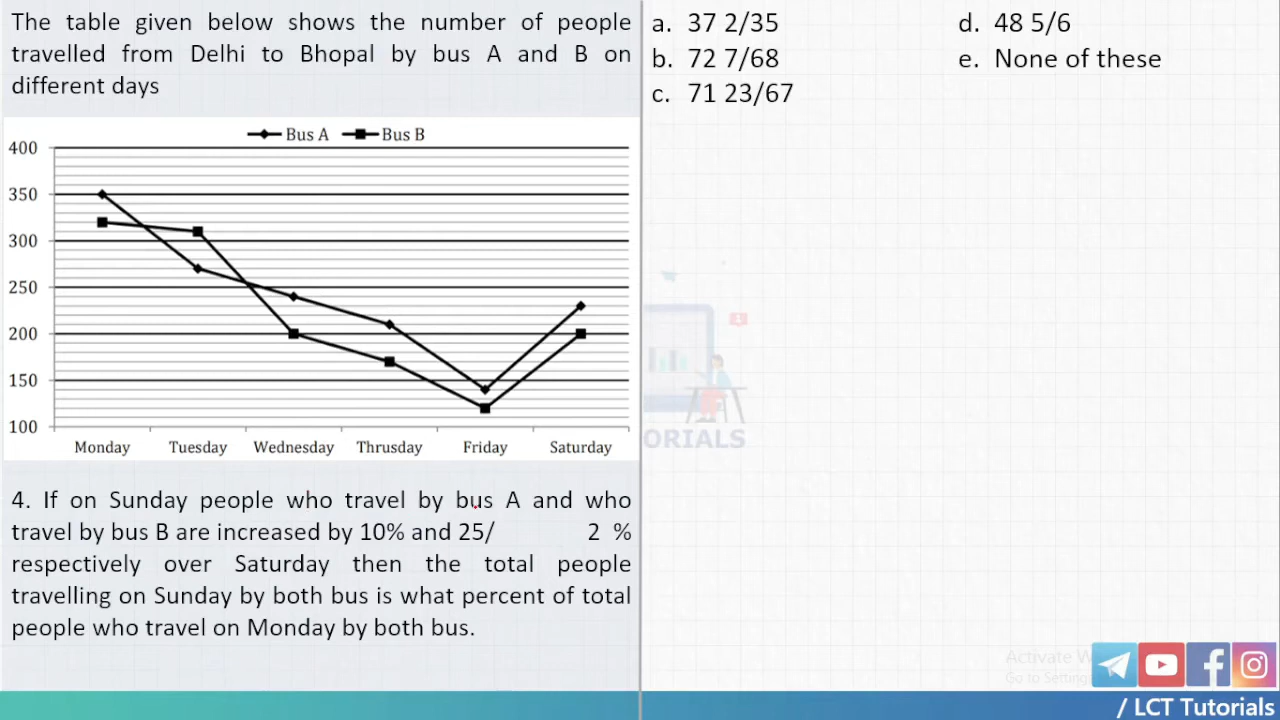 The table given below shows the number of people
travelled from Delhi to Bhopal by bus A and B on
different days
Bus A Bus B
400
350
300
250
200
150
100
Monday Tuesday Wednesday Thrusday Friday Saturday
4. If on Sunday people who travel by bus A and who
travel by bus B are increased by 10% and 25/ 2 %
respectively over Saturday then the total people
travelling on Sunday by both bus is what percent of total
people who travel on Monday by both bus.
a. 37 2/35
b. 72 7/68
c. 71 23/67
d. 48 5/6
e. None of these
ORIALS
Activate W
Go to Setting
/ LCT Tutorials